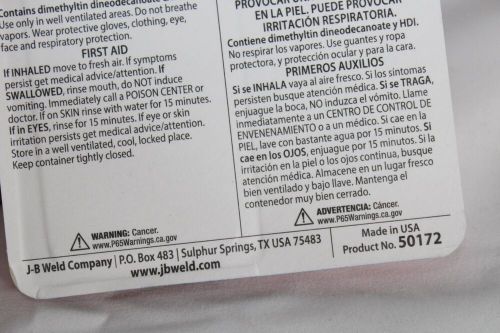 Contains dimethyltin dineodecanoate
Use only in well ventilated areas. Do not breathe
vapors. Wear protective gloves, clothing, eye,
face and respiratory protection.
FIRST AID
If INHALED move to fresh air. If symptoms
persist get medical advice/attention. If
SWALLOWED, rinse mouth, do NOT induce
vomiting. Immediately call a POISON CENTER or
doctor. If on SKIN rinse with water for 15 minutes.
If in EYES, rinse for 15 minutes. If eye or skin
irritation persists get medical advice/attention.
Store in a well ventilated, cool, locked place.
Keep container tightly closed.
WARNING: Cancer.
www.P65Warnings.ca.gov
PROVOCAR
EN LA PIEL. PUEDE PROVOCAR
IRRITACIÓN RESPIRATORIA.
Contiene dimethyltin dineodecanoate y HDI.
No respirar los vapores. Use guantes y ropa
protectora, y protección ocular y para la cara.
PRIMEROS AUXILIOS
Si se INHALA vaya al aire fresco. Si los síntomas
persisten busque atención médica. Si se TRAGA,
enjuague la boca, NO induzca el vómito. Llame
inmediatamente a un CENTRO DE CONTROL DE
ENVENENAMIENTO o a un médico. Si cae en la
PIEL, lave con bastante agua por 15 minutos. Si
cae en los OJOS, enjuague por 15 minutos. Si la
irritación en la piel o los ojos continua, busque
atención médica. Almacene en un lugar fresco
bien ventilado y bajo llave. Mantenga el
contenedor muy bien cerrado.
ADVERTENCIA: Cáncer.
www.P65Warnings.ca.gov
J-B Weld Company | P.O. Box 483 | Sulphur Springs, TX USA 75483
www.jbweld.com
Made in USA
Product No. 50172